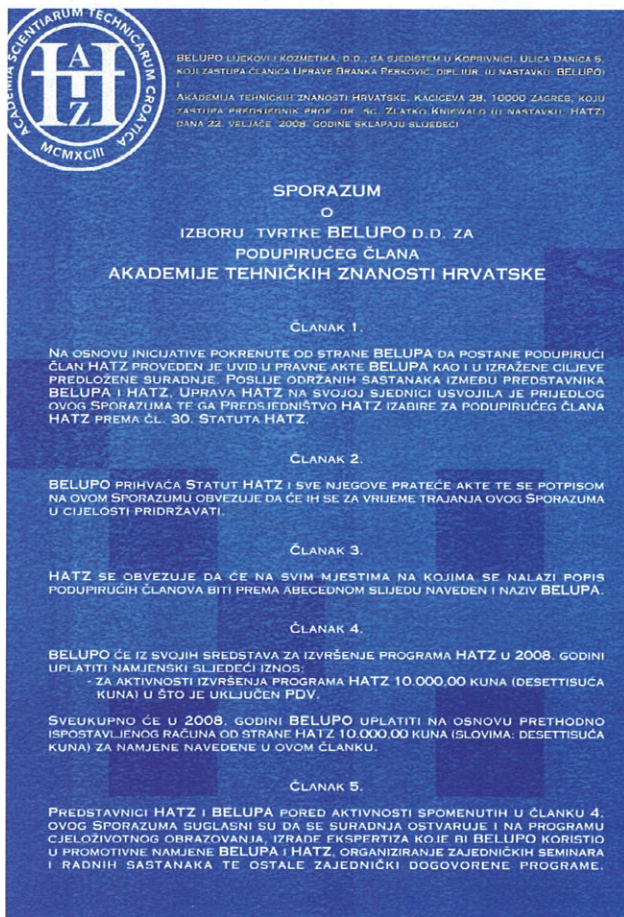 ACADEMIA SCIENTIARUM TECHNICARUM CROATICA
HATZ
MCMXCIII
BELUPO LIJEKOVI I KOZMETIKA, D.D., SA SJEDIŠTEM U KOPRIVNICI, ULICA DANICA 5,
KOJI ZASTUPA ČLANICA UPRAVE BRANKA PERKOVIĆ, DIPL.IUR. (U NASTAVKU: BELUPO)
I
AKADEMIJA TEHNIČKIH ZNANOSTI HRVATSKE, KAČIĆEVA 28, 10000 ZAGREB, KOJU
ZASTUPA PREDSJEDNIK PROF. DR. SC. ZLATKO KNIEWALD (U NASTAVKU: HATZ)
DANA 22. VELJAČE 2008. GODINE SKLAPAJU SLIJEDEĆI
SPORAZUM
O
IZBORU TVRTKE BELUPO D.D. ZA
PODUPIRUĆEG ČLANA
AKADEMIJE TEHNIČKIH ZNANOSTI HRVATSKE
ČLANAK 1.
NA OSNOVU INICIJATIVE POKRENUTE OD STRANE BELUPA DA POSTANE PODUPIRUĆI
ČLAN HATZ PROVEDEN JE UVID U PRAVNE AKTE BELUPA KAO I U IZRAŽENE CILJEVE
PREDLOŽENE SURADNJE. POSLIJE ODRŽANIH SASTANAKA IZMEĐU PREDSTAVNIKA
BELUPA I HATZ, UPRAVA HATZ NA SVOJOJ SJEDNICI USVOJILA JE PRIJEDLOG
OVOG SPORAZUMA TE GA PREDSJEDNIŠTVO HATZ IZABIRE ZA PODUPIRUĆEG ČLANA
HATZ PREMA ČL. 30. STATUTA HATZ.
ČLANAK 2.
BELUPO PRIHVAĆA STATUT HATZ I SVE NJEGOVE PRATEĆE AKTE TE SE POTPISOM
NA OVOM SPORAZUMU OBVEZUJE DA ĆE IH SE ZA VRIJEME TRAJANJA OVOG SPORAZUMA
U CIJELOSTI PRIDRŽAVATI.
ČLANAK 3.
HATZ SE OBVEZUJE DA ĆE NA SVIM MJESTIMA NA KOJIMA SE NALAZI POPIS
PODUPIRUĆIH ČLANOVA BITI PREMA ABECEDNOM SLIJEDU NAVEDEN I NAZIV BELUPA.
ČLANAK 4.
BELUPO ĆE IZ SVOJIH SREDSTAVA ZA IZVRŠENJE PROGRAMA HATZ U 2008. GODINI
UPLATITI NAMJENSKI SLJEDEĆI IZNOS:
- ZA AKTIVNOSTI IZVRŠENJA PROGRAMA HATZ 10.000,00 KUNA (DESETTISUĆA
KUNA) U ŠTO JE UKLJUČEN PDV.
SVEUKUPNO ĆE U 2008. GODINI BELUPO UPLATITI NA OSNOVU PRETHODNO
ISPOSTAVLJENOG RAČUNA OD STRANE HATZ 10.000,00 KUNA (SLOVIMA: DESETTISUĆA
KUNA) ZA NAMJENE NAVEDENE U OVOM ČLANKU.
ČLANAK 5.
PREDSTAVNICI HATZ I BELUPA PORED AKTIVNOSTI SPOMENUTIH U ČLANKU 4.
OVOG SPORAZUMA SUGLASNI SU DA SE SURADNJA OSTVARUJE I NA PROGRAMU
CJELOŽIVOTNOG OBRAZOVANJA, IZRADE EKSPERTIZA KOJE BI BELUPO KORISTIO
U PROMOTIVNE NAMJENE BELUPA I HATZ, ORGANIZIRANJE ZAJEDNIČKIH SEMINARA
I RADNIH SASTANAKA TE OSTALE ZAJEDNIČKI DOGOVORENE PROGRAME.